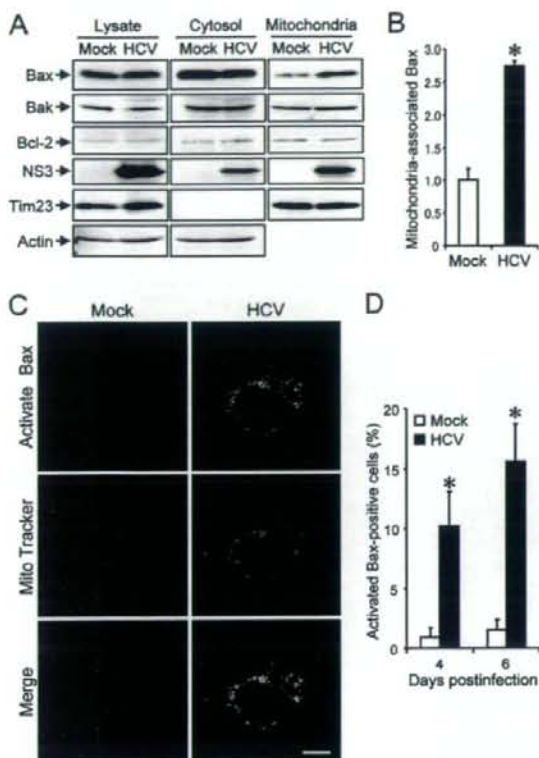 A
Lysate Cytosol Mitochondria
Mock HCV Mock HCV Mock HCV
Bax
Bak
Bcl-2
NS3
Tim23
Actin
B
Mitochondria-associated Bax
3.0
2.5
2.0
1.5
1.0
0.5
0
*
Mock HCV
C
Mock HCV
Activate Bax
Mito Tracker
Merge
D
Activated Bax-positive cells (%)
20
15
10
5
0
Mock
HCV
* *
4 6
Days postinfection